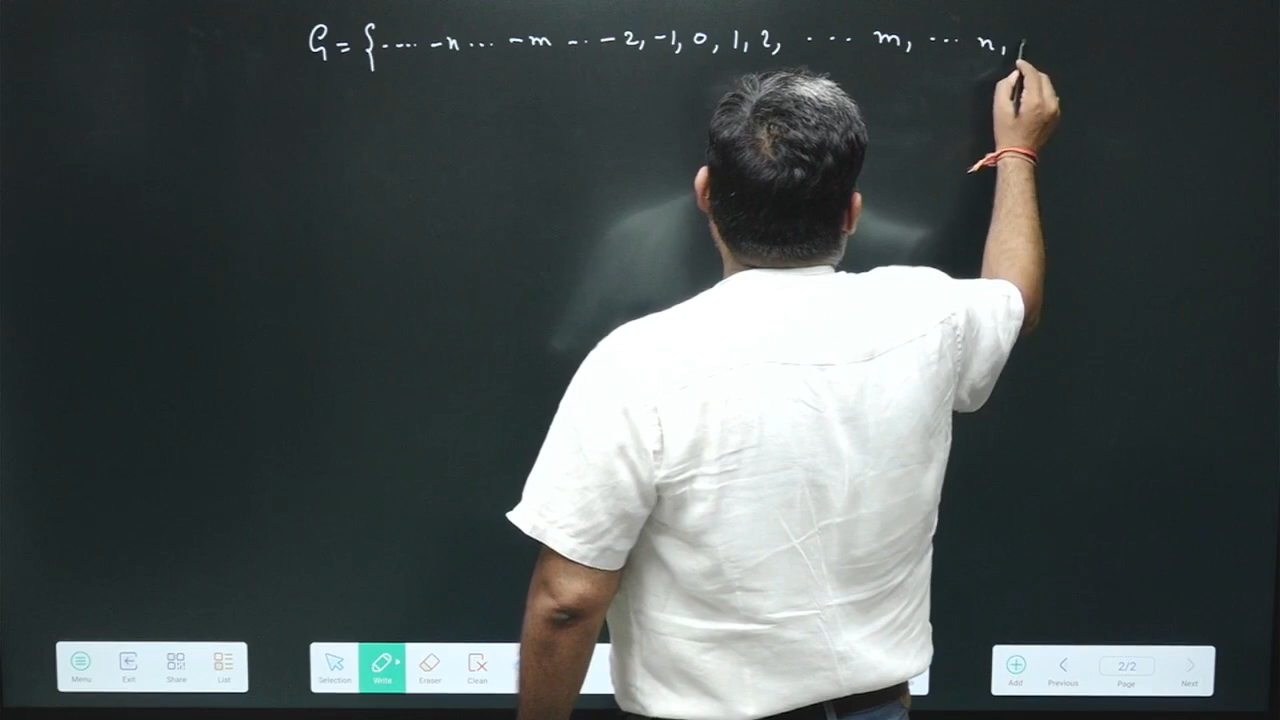 G = { ---- -n ... -m ... -2, -1, 0, 1, 2, ... m, ... n,
Menu Exit Share List Selection Write Eraser Clean Add Previous 2/2 Page Next